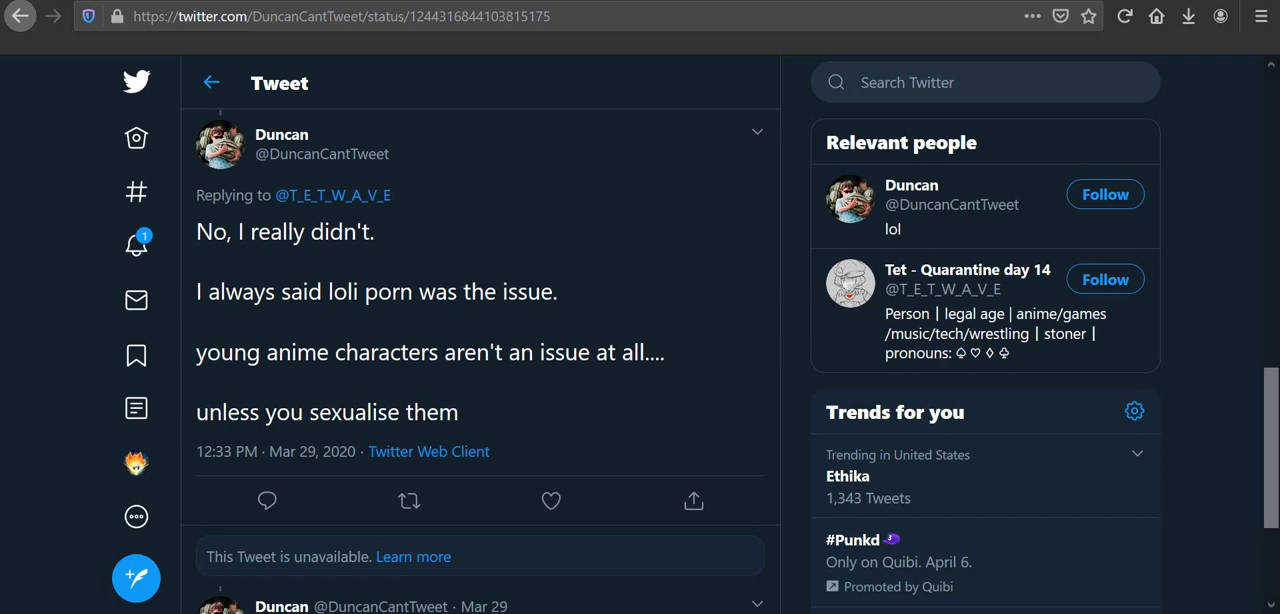 https://twitter.com/DuncanCantTweet/status/1244316844103815175
Tweet
Duncan
@DuncanCantTweet
Replying to @T_E_T_W_A_V_E
No, I really didn't.
I always said loli porn was the issue.
young anime characters aren't an issue at all....
unless you sexualise them
12:33 PM · Mar 29, 2020 · Twitter Web Client
This Tweet is unavailable. Learn more
Duncan @DuncanCantTweet · Mar 29
1
Search Twitter
Relevant people
Duncan
@DuncanCantTweet
Follow
lol
Tet - Quarantine day 14
@T_E_T_W_A_V_E
Follow
Person | legal age | anime/games
/music/tech/wrestling | stoner |
pronouns: ♤ ♡ ◊ ♧
Trends for you
Trending in United States
Ethika
1,343 Tweets
#Punkd
Only on Quibi. April 6.
Promoted by Quibi